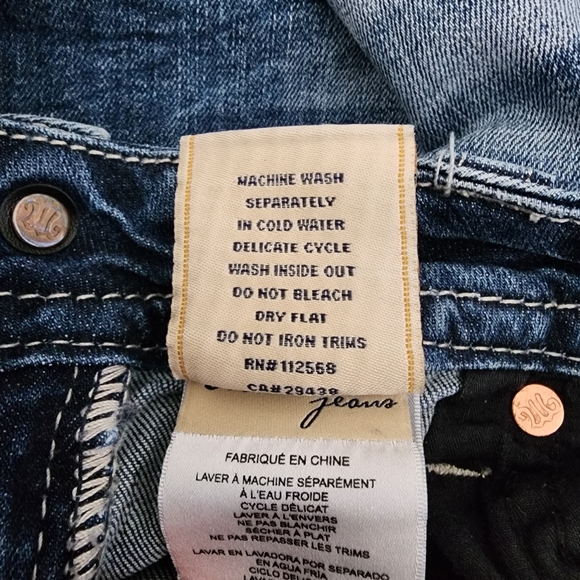 MACHINE WASH
SEPARATELY
IN COLD WATER
DELICATE CYCLE
WASH INSIDE OUT
DO NOT BLEACH
DRY FLAT
DO NOT IRON TRIMS
RN#112568
CA#29438
jeans
FABRIQUÉ EN CHINE
LAVER À MACHINE SÉPARÉMENT
À L'EAU FROIDE
CYCLE DÉLICAT
LAVER À L'ENVERS
NE PAS BLANCHIR
SÉCHER À PLAT
NE PAS REPASSER LES TRIMS
LAVAR EN LAVADORA POR SEPARADO
EN AGUA FRÍA
CICLO DELICADO